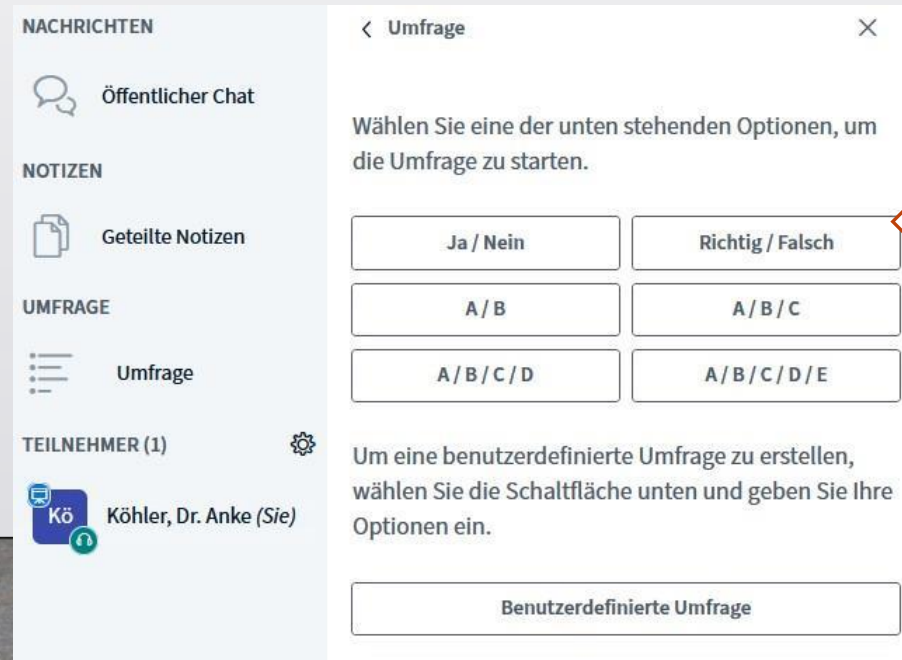 NACHRICHTEN
Öffentlicher Chat
NOTIZEN
Geteilte Notizen
UMFRAGE
Umfrage
TEILNEHMER (1)
Kö
Köhler, Dr. Anke (Sie)
Umfrage
Wählen Sie eine der unten stehenden Optionen, um
die Umfrage zu starten.
Ja / Nein
Richtig / Falsch
A / B
A / B / C
A / B / C / D
A / B / C / D / E
Um eine benutzerdefinierte Umfrage zu erstellen,
wählen Sie die Schaltfläche unten und geben Sie Ihre
Optionen ein.
Benutzerdefinierte Umfrage